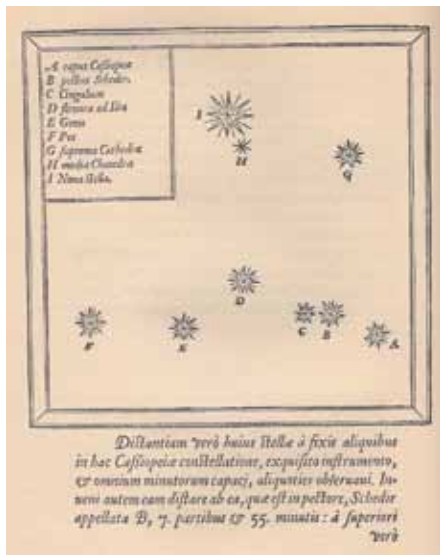 A caput Cassiopeæ
B pectus Schedir.
C Cingulum
D flexura ad Ilia
E Genu
F Pes
G suprema Cathedræ
H media Chatedræ
I Noua stella.
I
H
G
D
C
B
A
E
F
Distantiam verò huius stellæ à fixis aliquibus
in hac Cassiopeiæ constellatione, exquisito instrumento,
& omnium minutorum capaci, aliquoties obseruaui. In-
ueni autem eam distare ab ea, quæ est in pectore, Schedir
appellata B, 7. partibus & 55. minutis: à superiori
verò